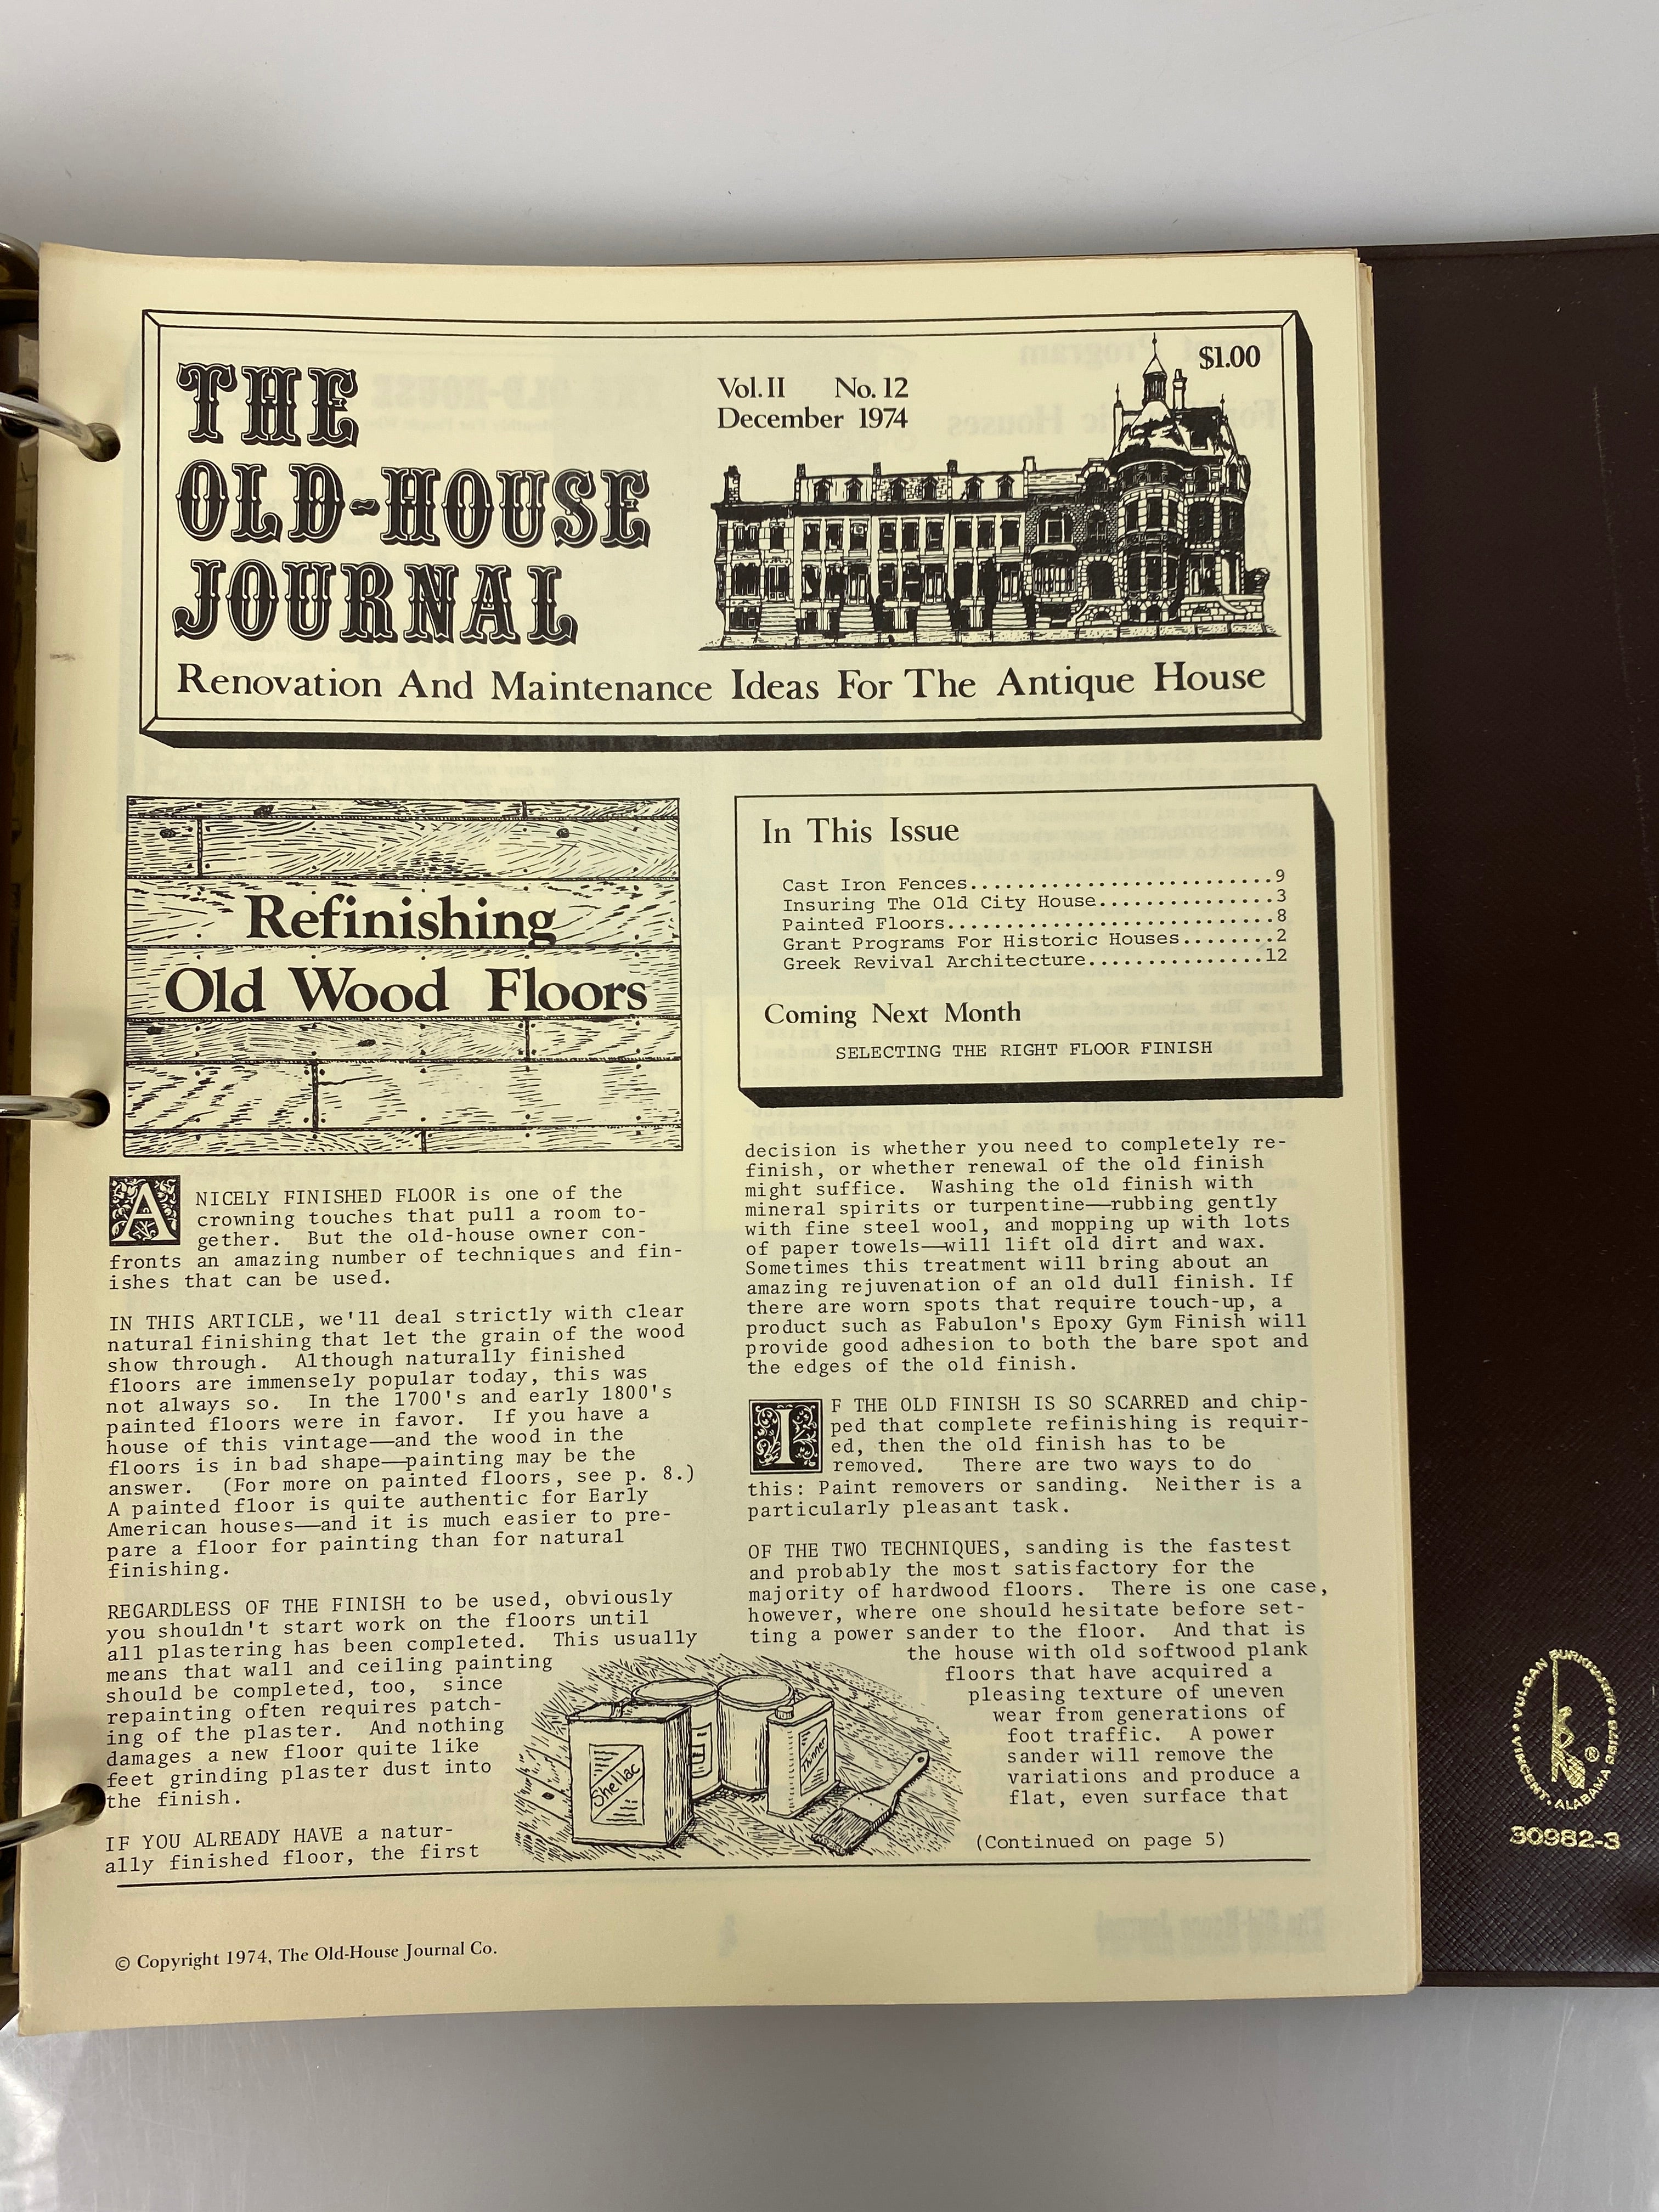 THE
OLD-HOUSE
JOURNAL
Vol. II No. 12
December 1974
$1.00
Renovation And Maintenance Ideas For The Antique House
Refinishing
Old Wood Floors
A NICELY FINISHED FLOOR is one of the
crowning touches that pull a room to-
gether. But the old-house owner con-
fronts an amazing number of techniques and fin-
ishes that can be used.
IN THIS ARTICLE, we'll deal strictly with clear
natural finishing that let the grain of the wood
show through. Although naturally finished
floors are immensely popular today, this was
not always so. In the 1700's and early 1800's
painted floors were in favor. If you have a
house of this vintage—and the wood in the
floors is in bad shape—painting may be the
answer. (For more on painted floors, see p. 8.)
A painted floor is quite authentic for Early
American houses—and it is much easier to pre-
pare a floor for painting than for natural
finishing.
REGARDLESS OF THE FINISH to be used, obviously
you shouldn't start work on the floors until
all plastering has been completed. This usually
means that wall and ceiling painting
should be completed, too, since
repainting often requires patch-
ing of the plaster. And nothing
damages a new floor quite like
feet grinding plaster dust into
the finish.
IF YOU ALREADY HAVE a natur-
ally finished floor, the first
Shellac
Thinner
In This Issue
Cast Iron Fences..........................9
Insuring The Old City House...............3
Painted Floors............................8
Grant Programs For Historic Houses........2
Greek Revival Architecture...............12
Coming Next Month
SELECTING THE RIGHT FLOOR FINISH
decision is whether you need to completely re-
finish, or whether renewal of the old finish
might suffice. Washing the old finish with
mineral spirits or turpentine—rubbing gently
with fine steel wool, and mopping up with lots
of paper towels—will lift old dirt and wax.
Sometimes this treatment will bring about an
amazing rejuvenation of an old dull finish. If
there are worn spots that require touch-up, a
product such as Fabulon's Epoxy Gym Finish will
provide good adhesion to both the bare spot and
the edges of the old finish.
IF THE OLD FINISH IS SO SCARRED and chip-
ped that complete refinishing is requir-
ed, then the old finish has to be
removed. There are two ways to do
this: Paint removers or sanding. Neither is a
particularly pleasant task.
OF THE TWO TECHNIQUES, sanding is the fastest
and probably the most satisfactory for the
majority of hardwood floors. There is one case,
however, where one should hesitate before set-
ting a power sander to the floor. And that is
the house with old softwood plank
floors that have acquired a
pleasing texture of uneven
wear from generations of
foot traffic. A power
sander will remove the
variations and produce a
flat, even surface that
(Continued on page 5)
© Copyright 1974, The Old-House Journal Co.
VULCAN BURKHARDT BRISE ALABAMA • VINCENT •
®
30982-3